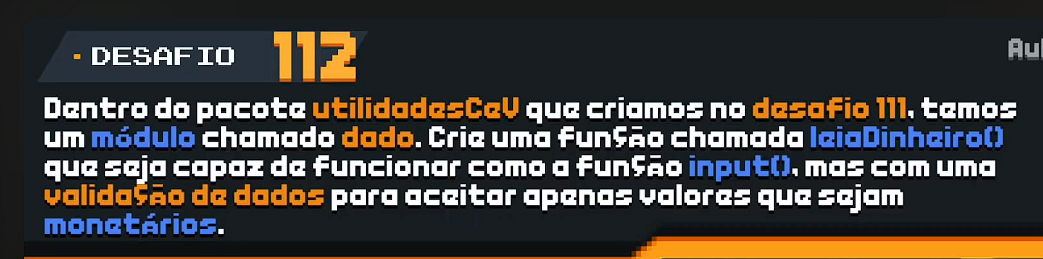 · DESAFIO 112
Dentro do pacote utilidadesCeV que criamos no desafio 111, temos
um módulo chamado dado. Crie uma função chamada leiaDinheiro()
que seja capaz de funcionar como a função input(), mas com uma
validação de dados para aceitar apenas valores que sejam
monetários.